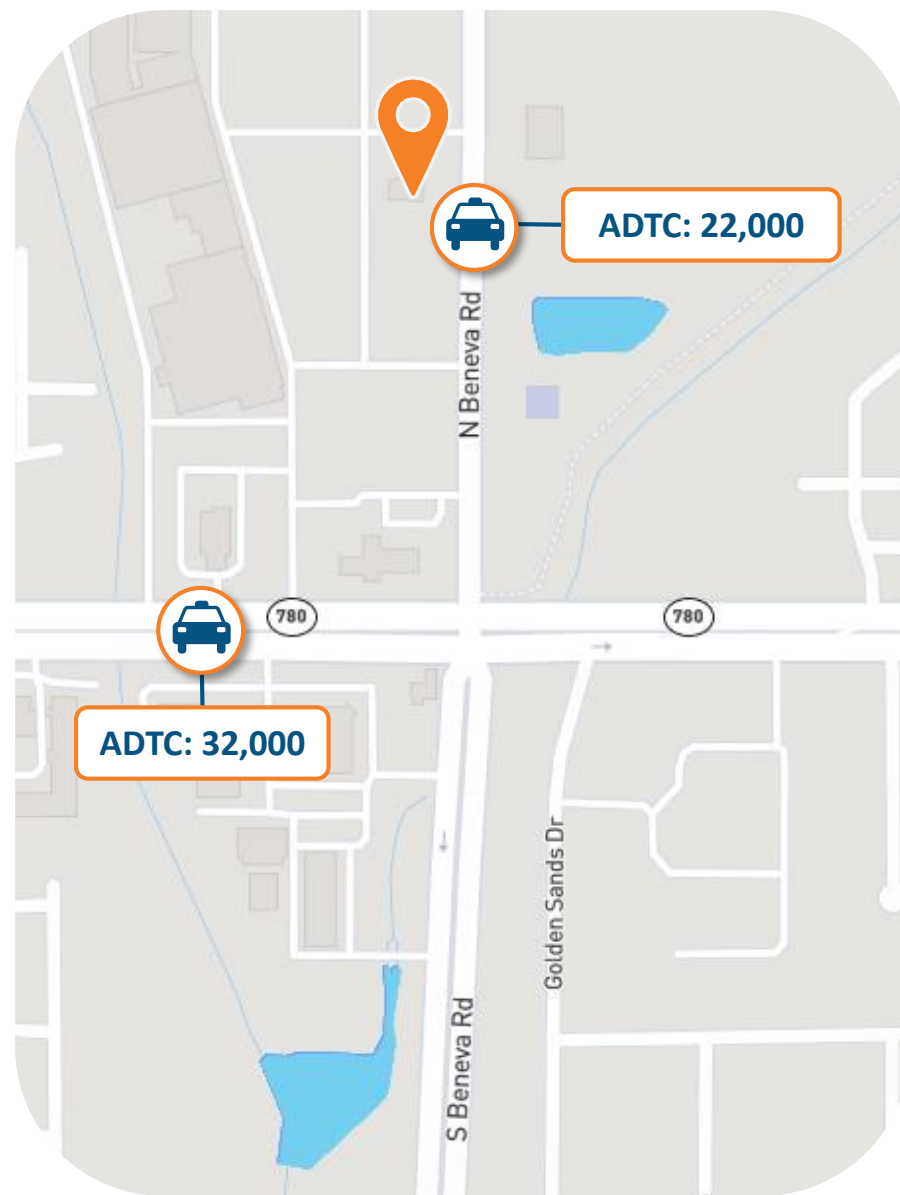 ADTC: 22,000
N Beneva Rd
780
780
ADTC: 32,000
Golden Sands Dr
S Beneva Rd